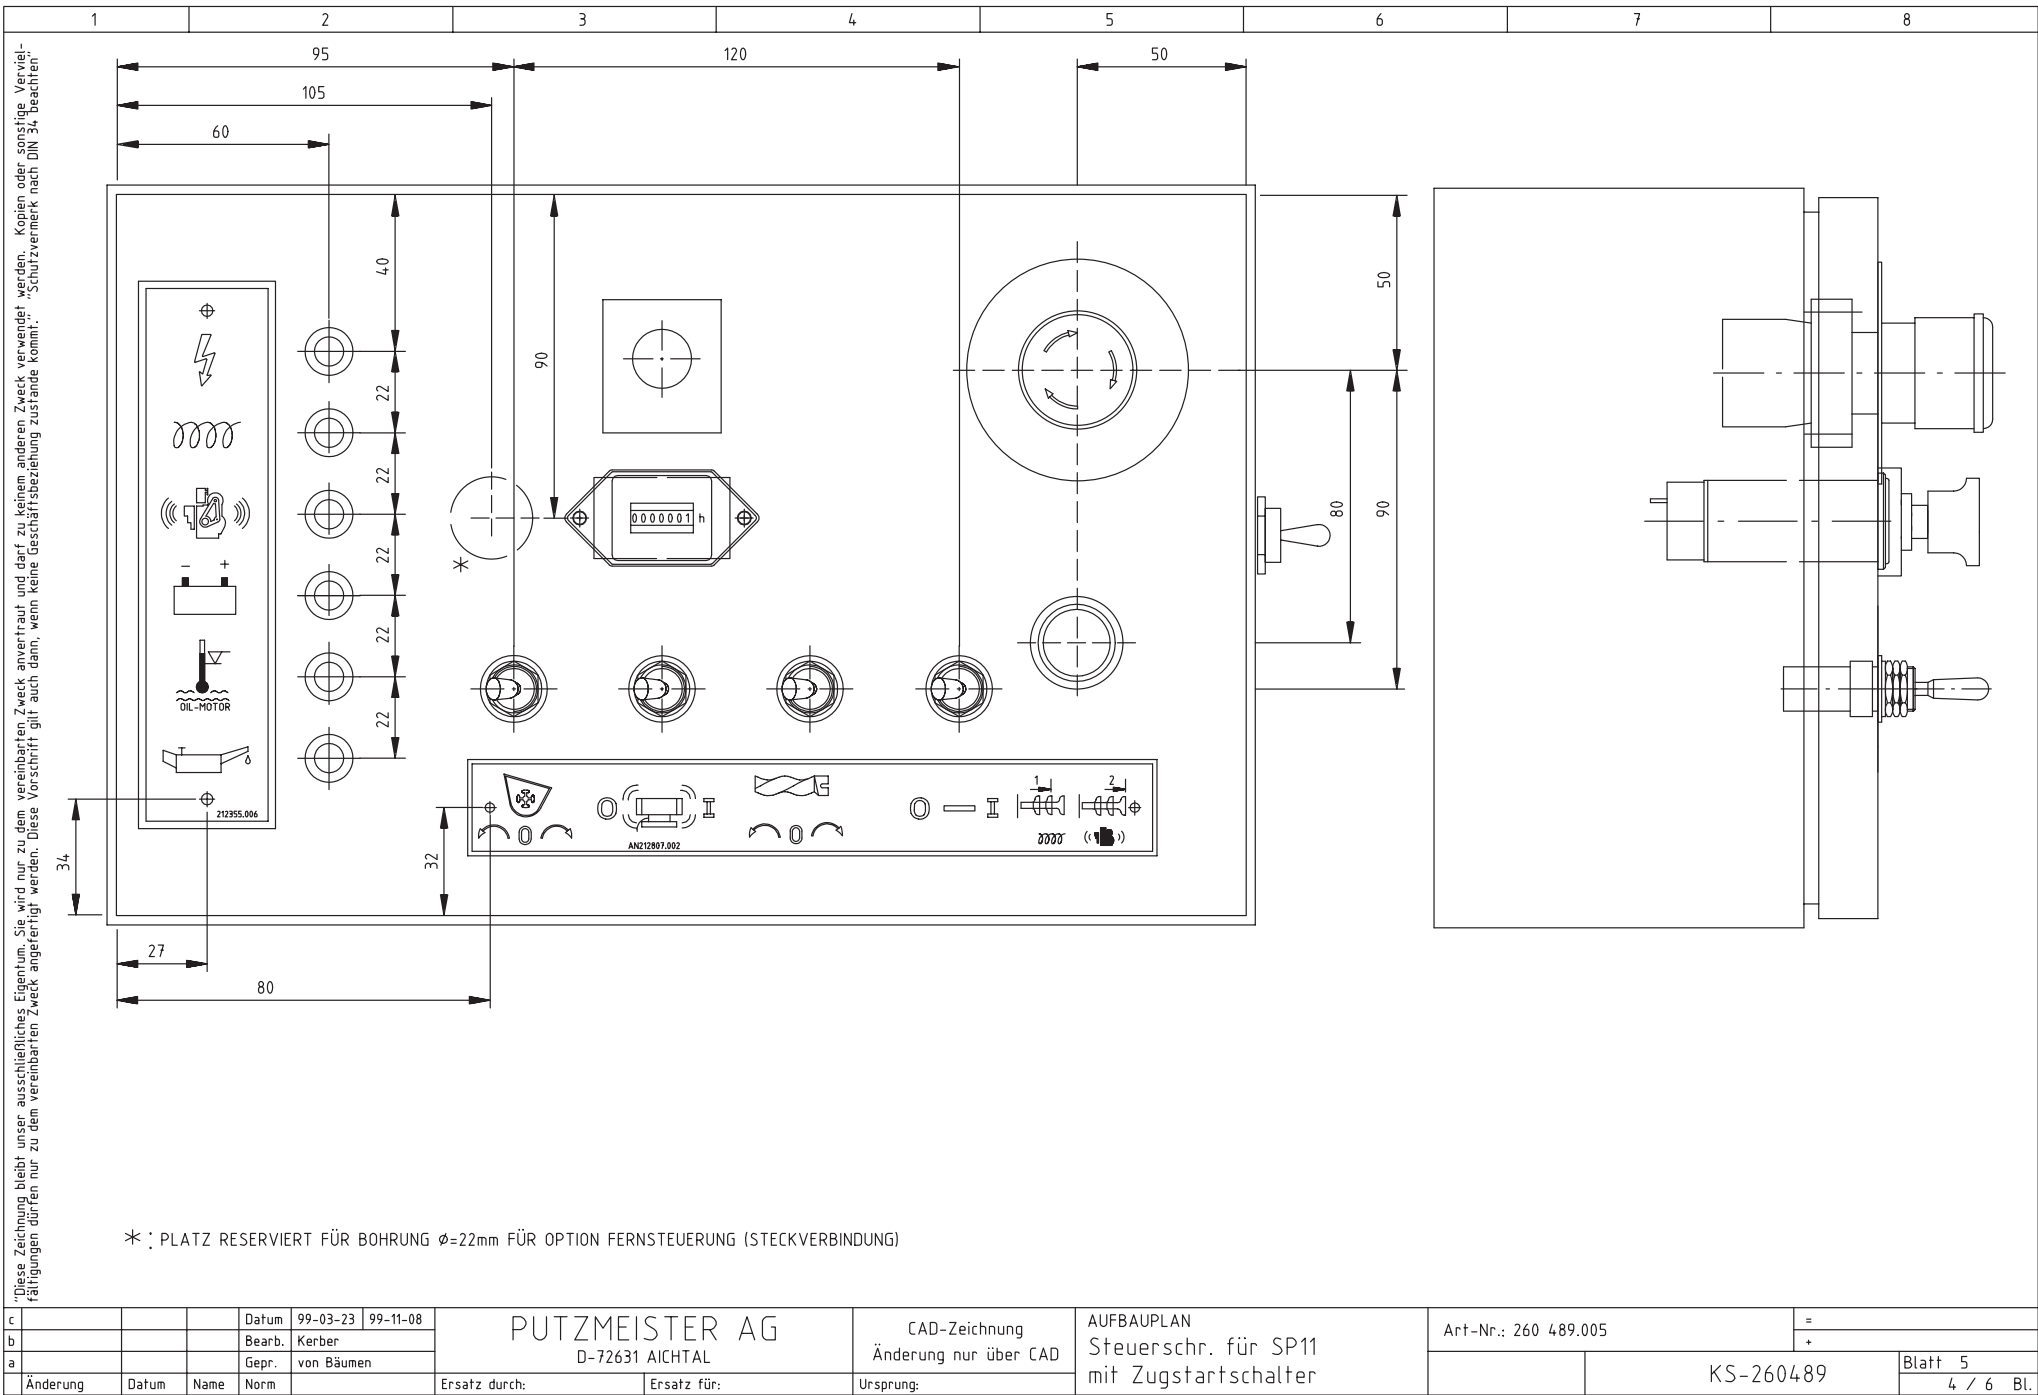 1 2 3 4 5 6 7 8
"Diese Zeichnung bleibt unser ausschließliches Eigentum. Sie wird nur zu dem vereinbarten Zweck anvertraut und darf zu keinem anderen Zweck verwendet werden. Kopien oder sonstige Verviel-
fältigungen dürfen nur zu dem vereinbarten Zweck angefertigt werden. Diese Vorschrift gilt auch dann, wenn keine Geschäftsbeziehung zustande kommt." "Schutzvermerk nach DIN 34 beachten"
95 120 50
105
60
40
50
90
22
22
22
22
22
80
90
0000001 h
*
- +
OIL-MOTOR
212355.006
1 2
0 I 0 I
0 0
AN212807.002
34
32
27
80
* : PLATZ RESERVIERT FÜR BOHRUNG Ø=22mm FÜR OPTION FERNSTEUERUNG (STECKVERBINDUNG)
c
b
a
Änderung Datum Name Norm
Datum 99-03-23 99-11-08
Bearb. Kerber
Gepr. von Bäumen
PUTZMEISTER AG
D-72631 AICHTAL
Ersatz durch: Ersatz für:
CAD-Zeichnung
Änderung nur über CAD
Ursprung:
AUFBAUPLAN
Steuerschr. für SP11
mit Zugstartschalter
Art-Nr.: 260 489.005
=
+
KS-260489
Blatt 5
4 / 6 Bl.